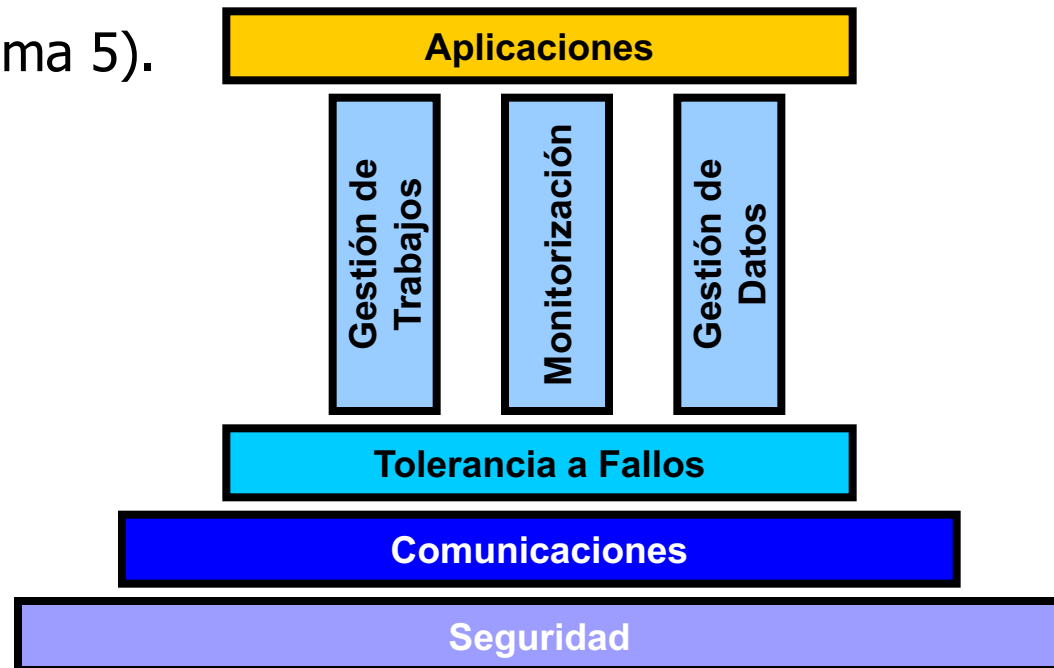 ma 5).
Aplicaciones
Gestión de
Trabajos
Monitorización
Gestión de
Datos
Tolerancia a Fallos
Comunicaciones
Seguridad